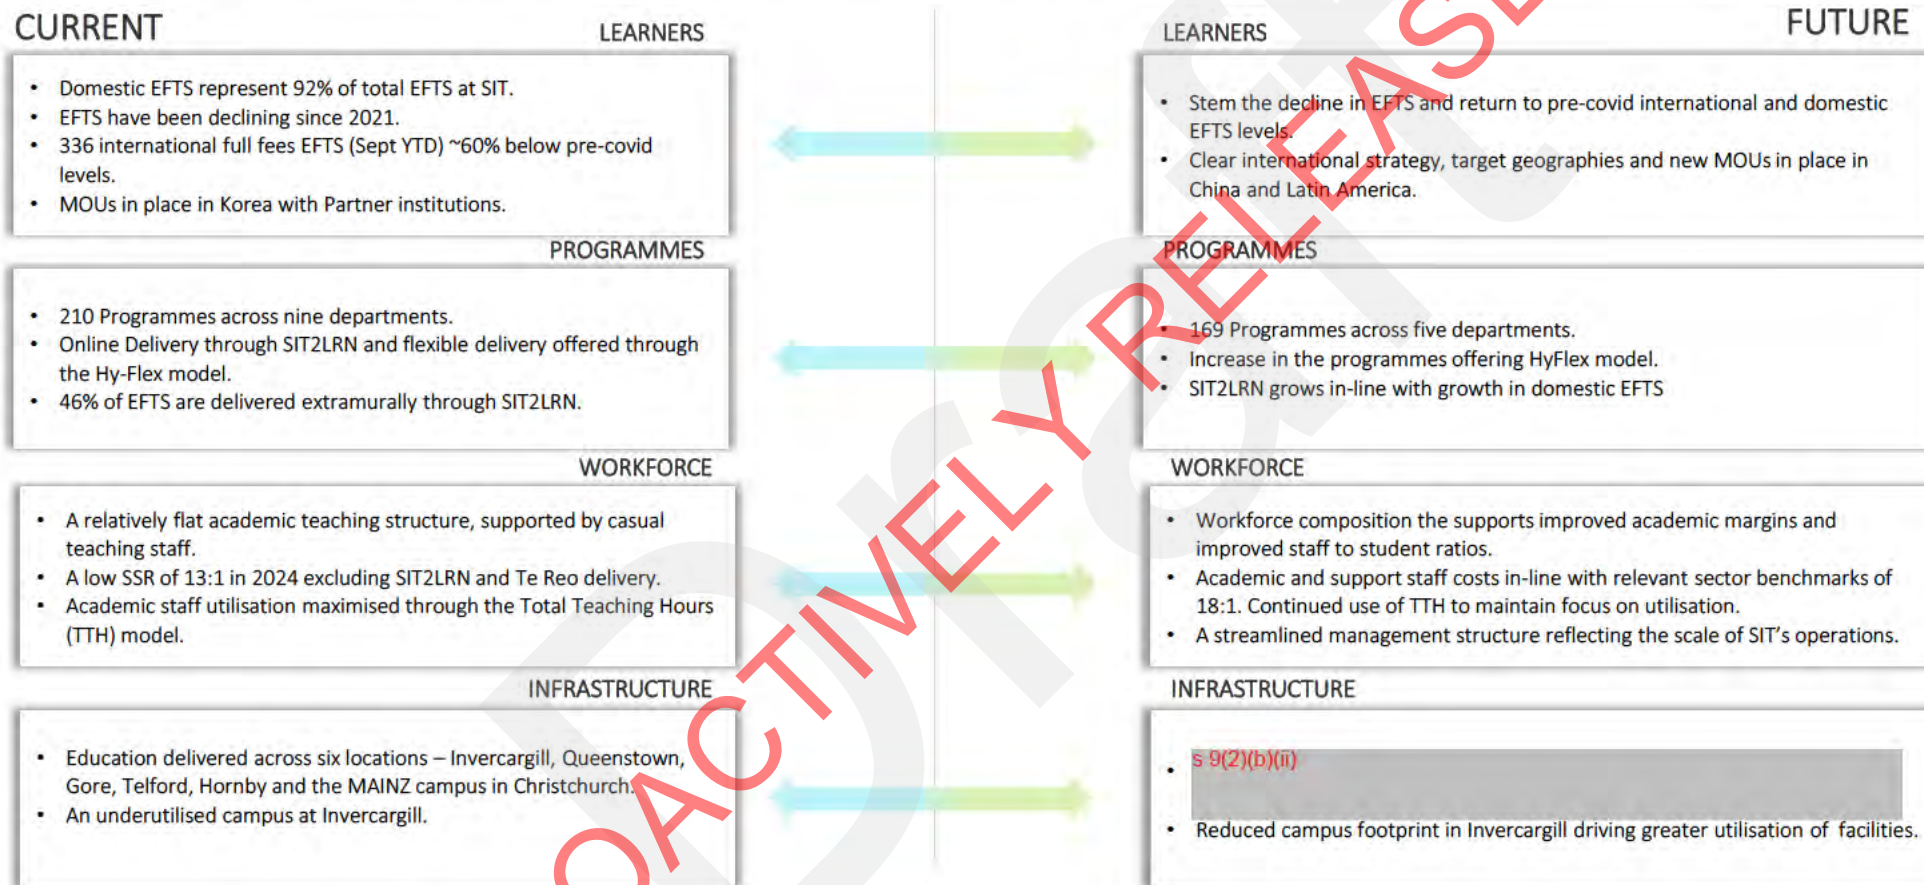 CURRENT
LEARNERS
• Domestic EFTS represent 92% of total EFTS at SIT.
• EFTS have been declining since 2021.
• 336 international full fees EFTS (Sept YTD) ~60% below pre-covid
levels.
• MOUs in place in Korea with Partner institutions.
PROGRAMMES
• 210 Programmes across nine departments.
• Online Delivery through SIT2LRN and flexible delivery offered through
the Hy-Flex model.
• 46% of EFTS are delivered extramurally through SIT2LRN.
WORKFORCE
• A relatively flat academic teaching structure, supported by casual
teaching staff.
• A low SSR of 13:1 in 2024 excluding SIT2LRN and Te Reo delivery.
• Academic staff utilisation maximised through the Total Teaching Hours
(TTH) model.
INFRASTRUCTURE
• Education delivered across six locations – Invercargill, Queenstown,
Gore, Telford, Hornby and the MAINZ campus in Christchurch.
• An underutilised campus at Invercargill.
FUTURE
LEARNERS
• Stem the decline in EFTS and return to pre-covid international and domestic
EFTS levels.
• Clear international strategy, target geographies and new MOUs in place in
China and Latin America.
PROGRAMMES
• 169 Programmes across five departments.
• Increase in the programmes offering HyFlex model.
• SIT2LRN grows in-line with growth in domestic EFTS
WORKFORCE
• Workforce composition the supports improved academic margins and
improved staff to student ratios.
• Academic and support staff costs in-line with relevant sector benchmarks of
18:1. Continued use of TTH to maintain focus on utilisation.
• A streamlined management structure reflecting the scale of SIT's operations.
INFRASTRUCTURE
• s 9(2)(b)(ii)
• Reduced campus footprint in Invercargill driving greater utilisation of facilities.
Draft
OACTIVELY RELEASE